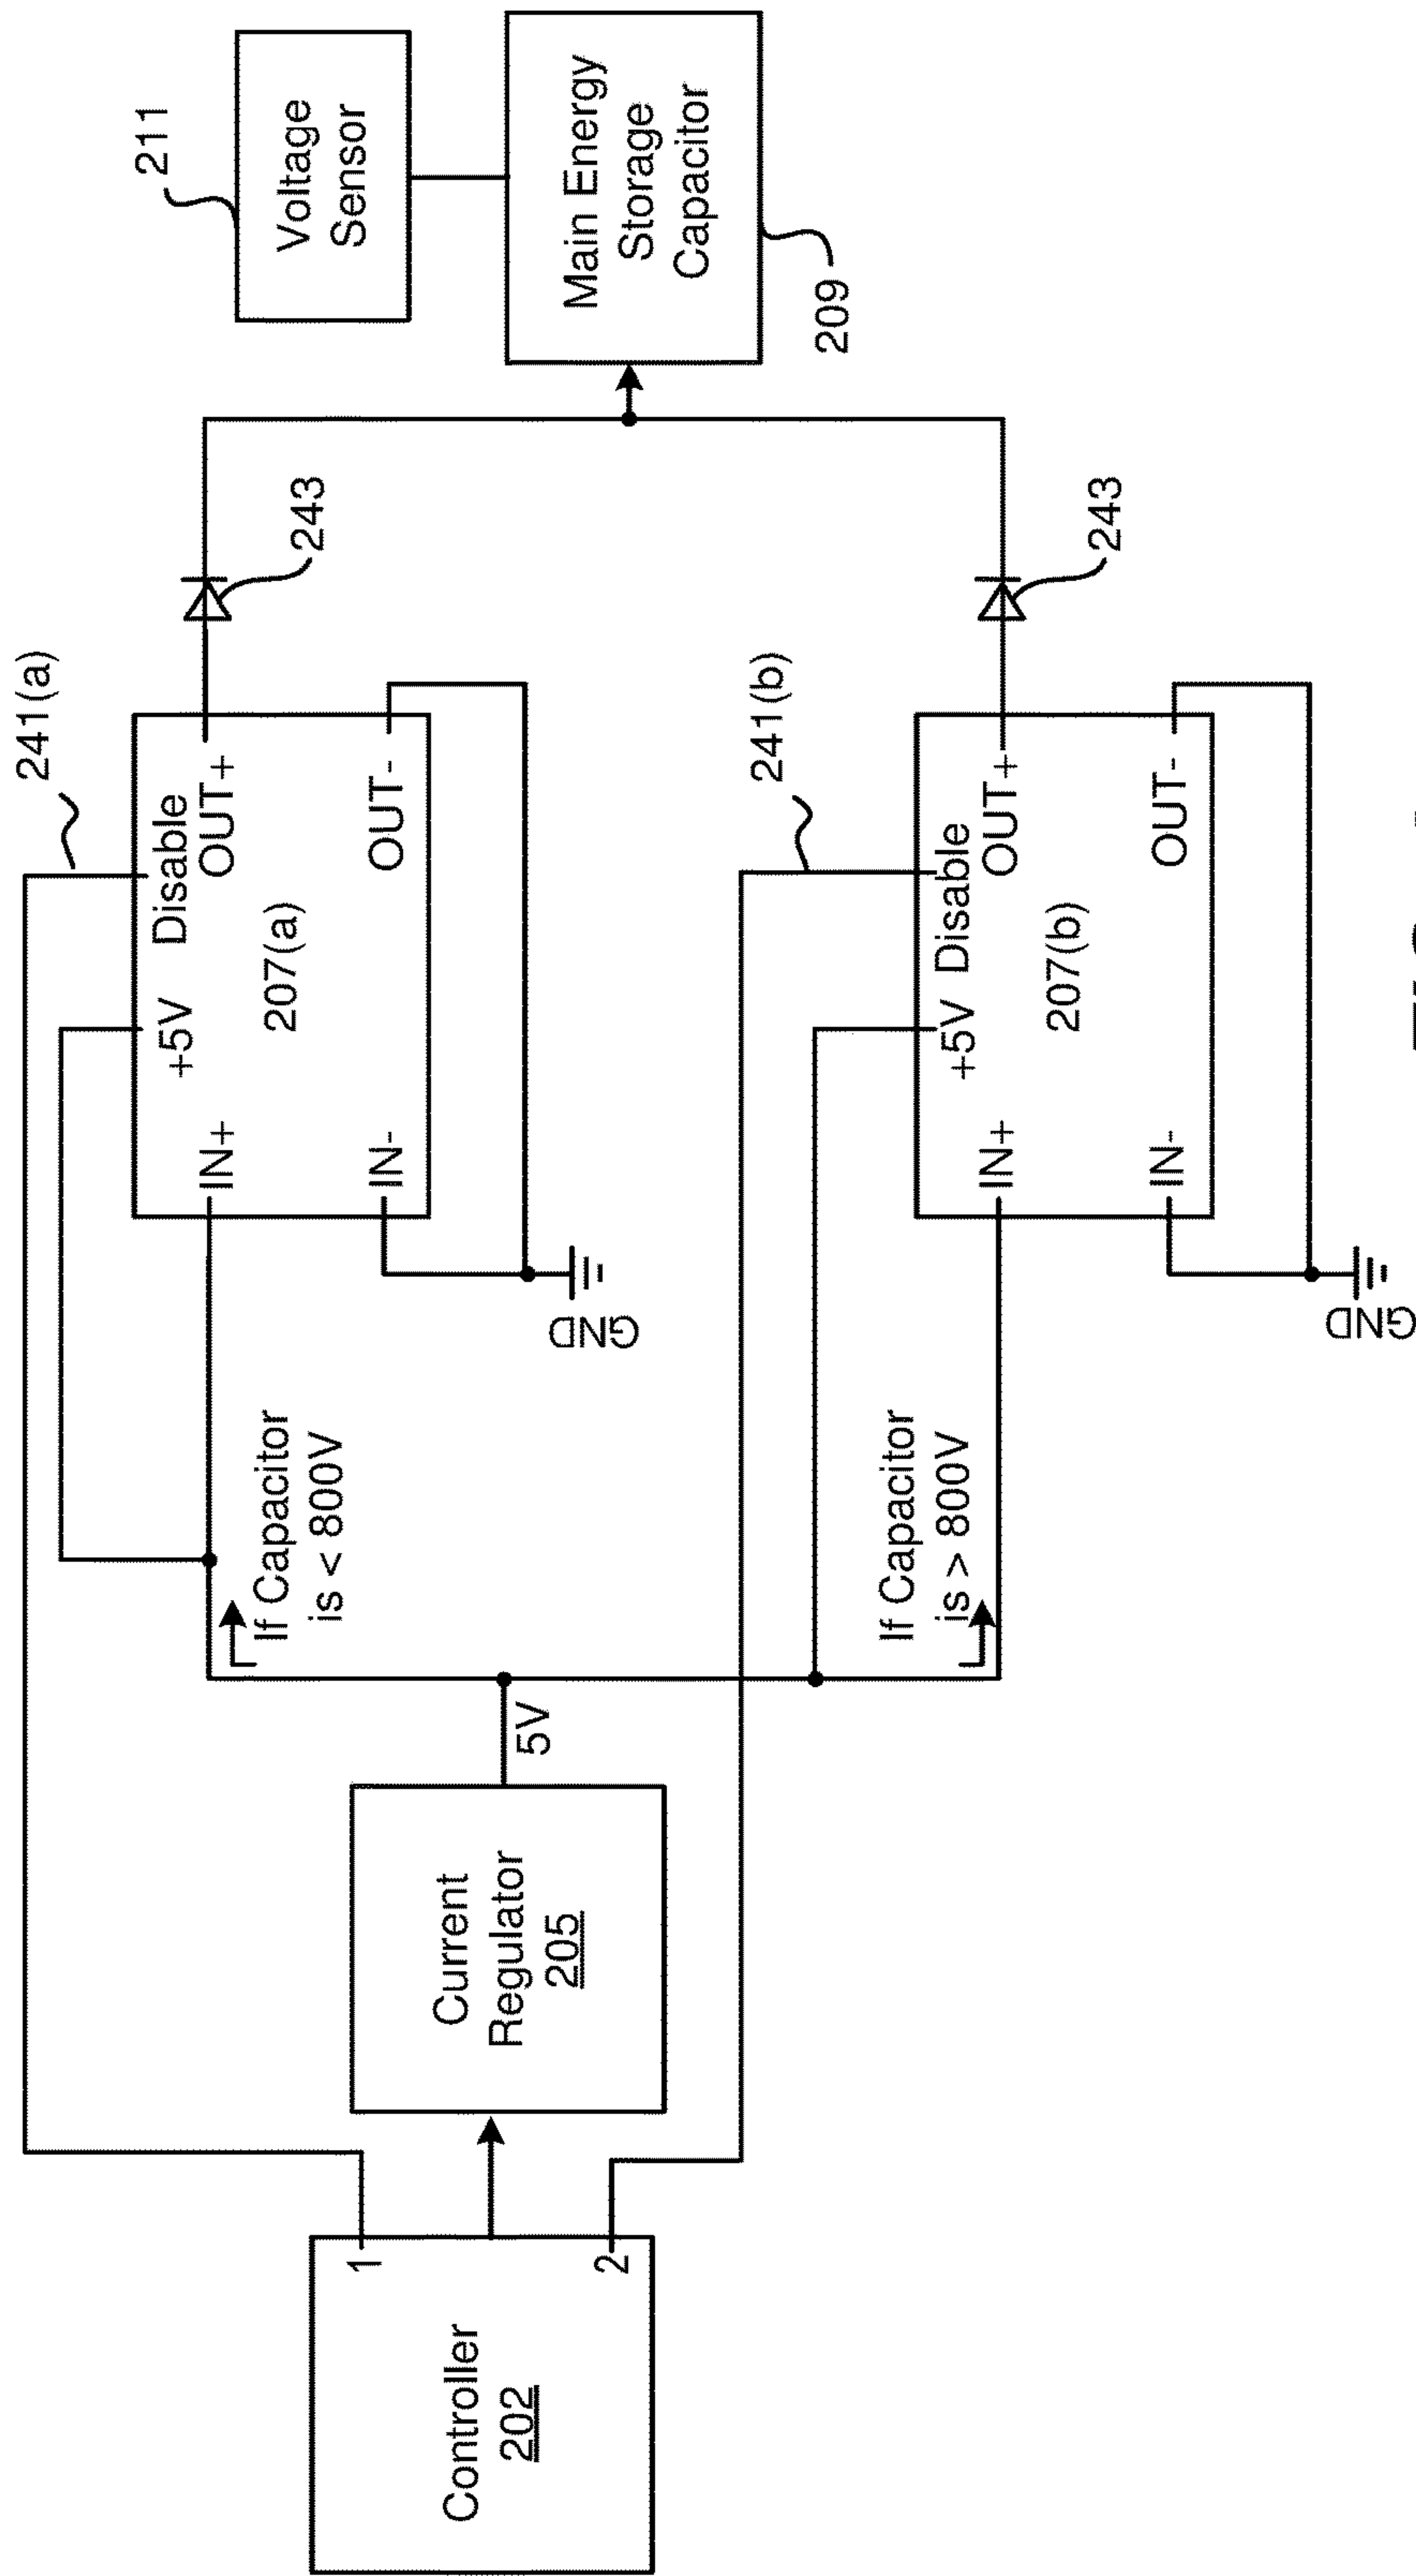 Controller
202
1
2
Current
Regulator
205
5V
If Capacitor
is < 800V
If Capacitor
is > 800V
241(a)
IN+
+5V
Disable
OUT+
207(a)
IN-
OUT-
GND
243
241(b)
IN+
+5V
Disable
OUT+
207(b)
IN-
OUT-
GND
243
211
Voltage
Sensor
Main Energy
Storage
Capacitor
209